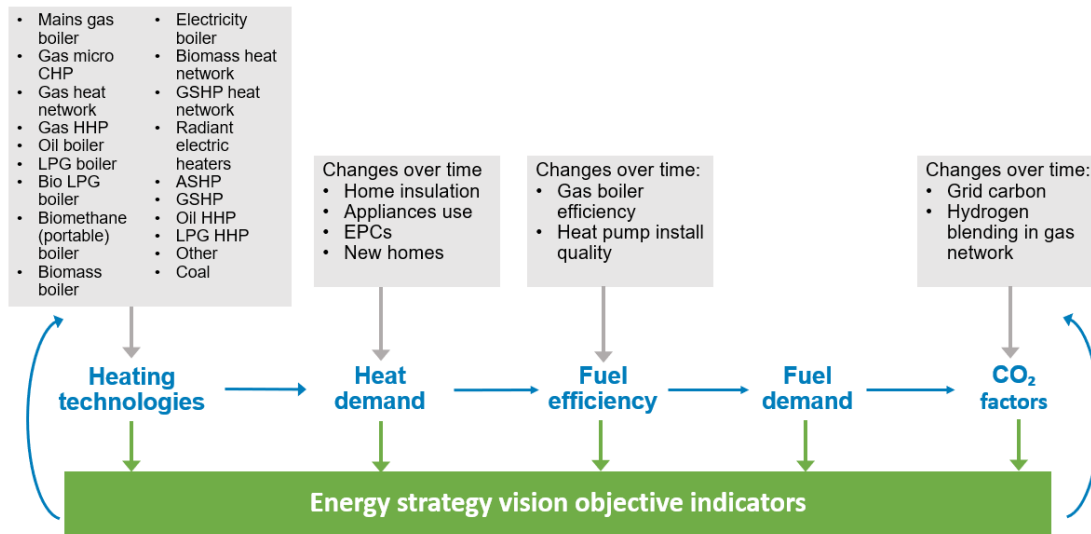 • Mains gas
boiler
• Gas micro
CHP
• Gas heat
network
• Gas HHP
• Oil boiler
• LPG boiler
• Bio LPG
boiler
• Biomethane
(portable)
boiler
• Biomass
boiler
• Electricity
boiler
• Biomass heat
network
• GSHP heat
network
• Radiant
electric
heaters
• ASHP
• GSHP
• Oil HHP
• LPG HHP
• Other
• Coal
Changes over time
• Home insulation
• Appliances use
• EPCs
• New homes
Changes over time:
• Gas boiler
efficiency
• Heat pump install
quality
Changes over time:
• Grid carbon
• Hydrogen
blending in gas
network
Heating
technologies
Heat
demand
Fuel
efficiency
Fuel
demand
CO₂
factors
Energy strategy vision objective indicators